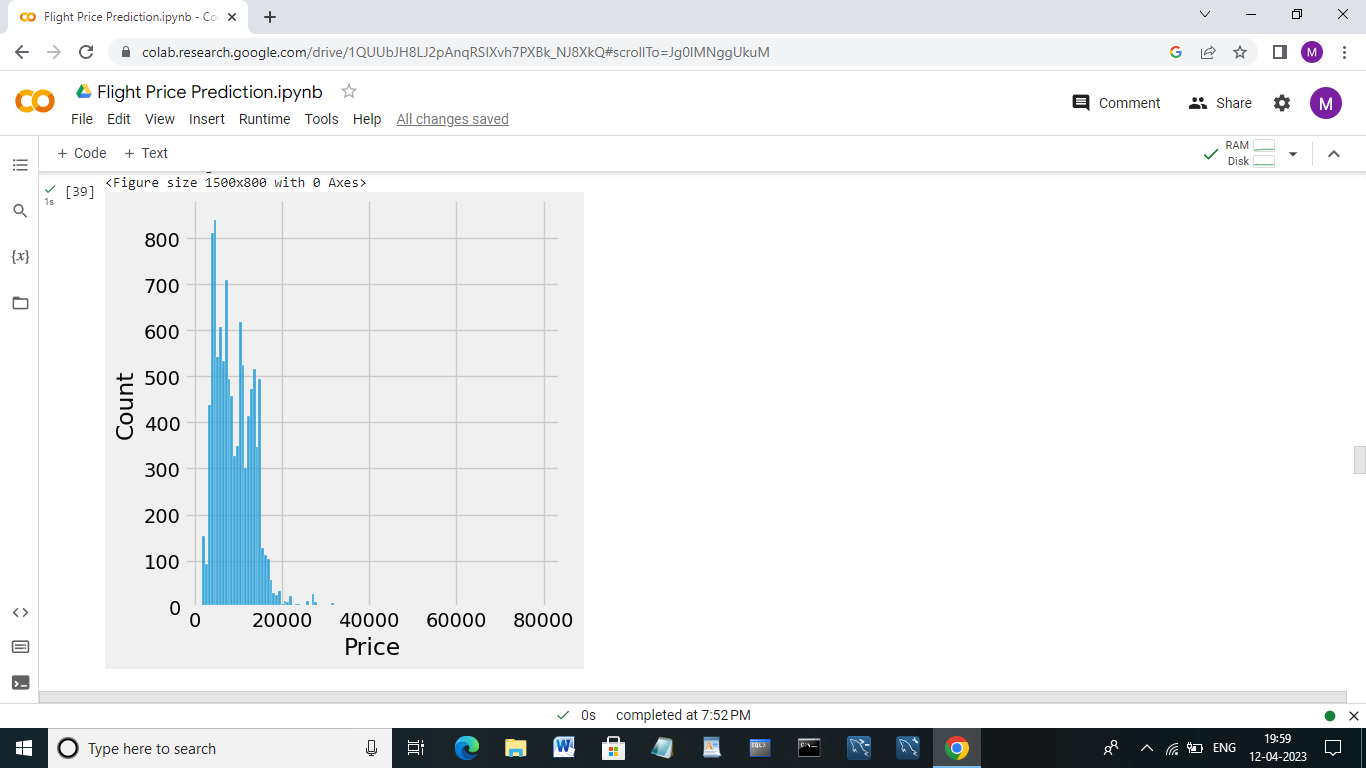 Flight Price Prediction.ipynb - Co
colab.research.google.com/drive/1QUUbJH8LJ2pAnqRSlXvh7PXBk_NJ8XkQ#scrollTo=Jg0lMNggUkuM
M
Flight Price Prediction.ipynb
File Edit View Insert Runtime Tools Help All changes saved
Comment Share M
+ Code + Text
RAM
Disk
[39]
1s
<Figure size 1500x800 with 0 Axes>
800
700
600
500
400
300
200
100
0
Count
0 20000 40000 60000 80000
Price
{x}
0s completed at 7:52 PM
Type here to search
ENG
19:59
12-04-2023